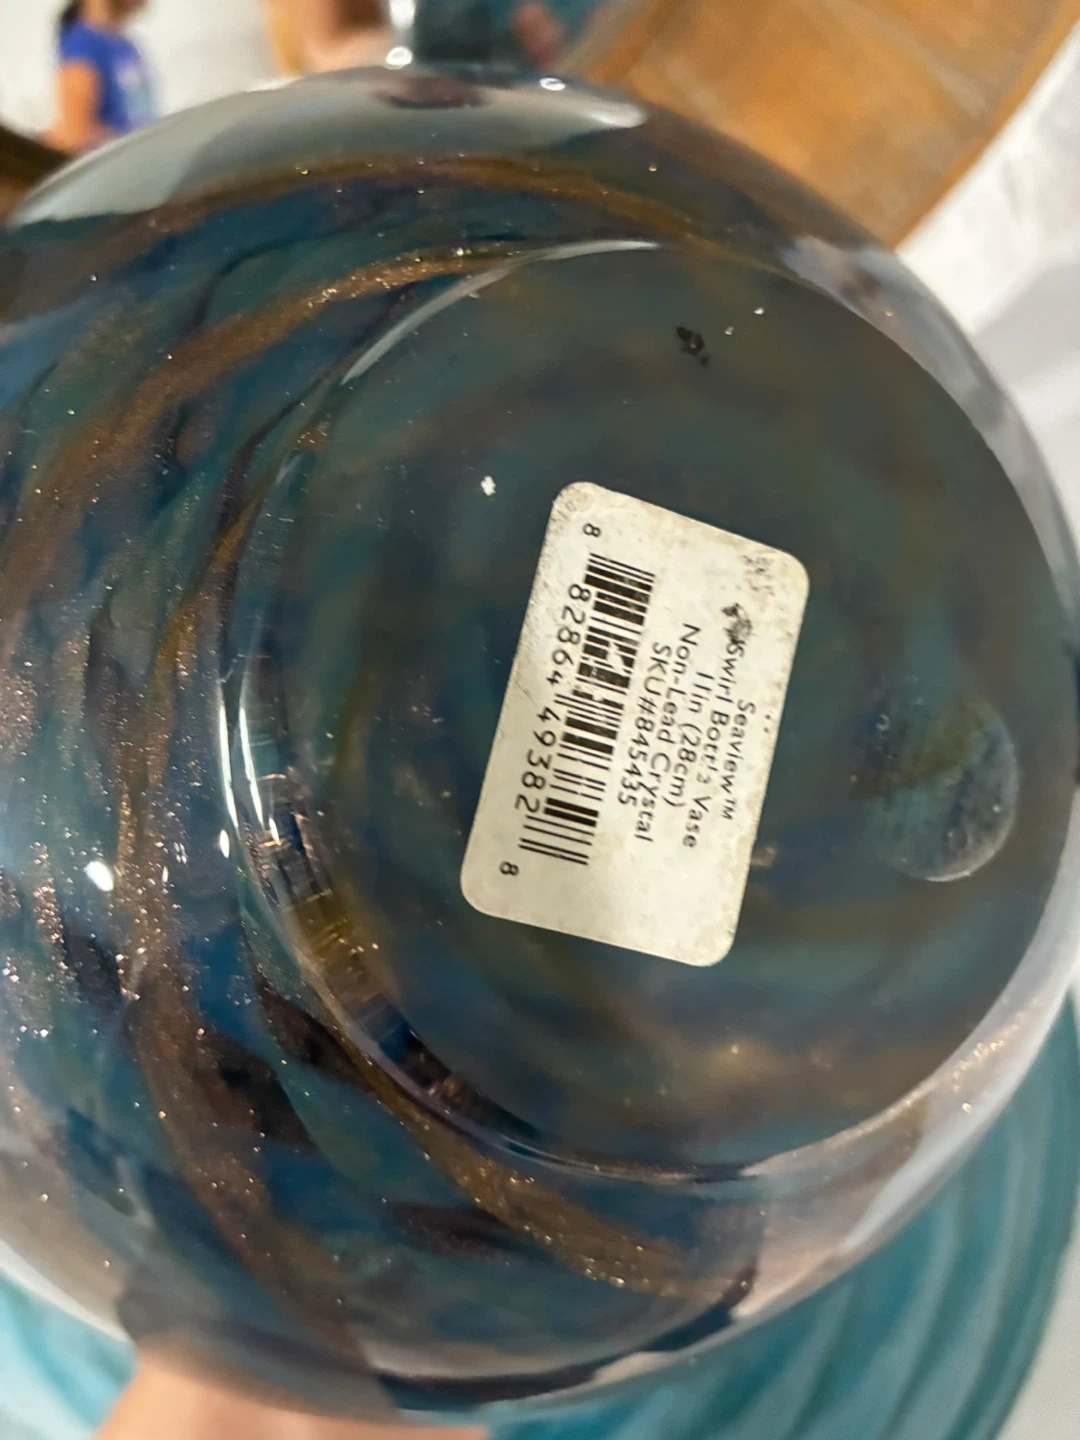 Seaview™
Swirl Bottle Vase
11in (28cm)
Non-Lead Crystal
SKU#845435
8 82864 49382 8